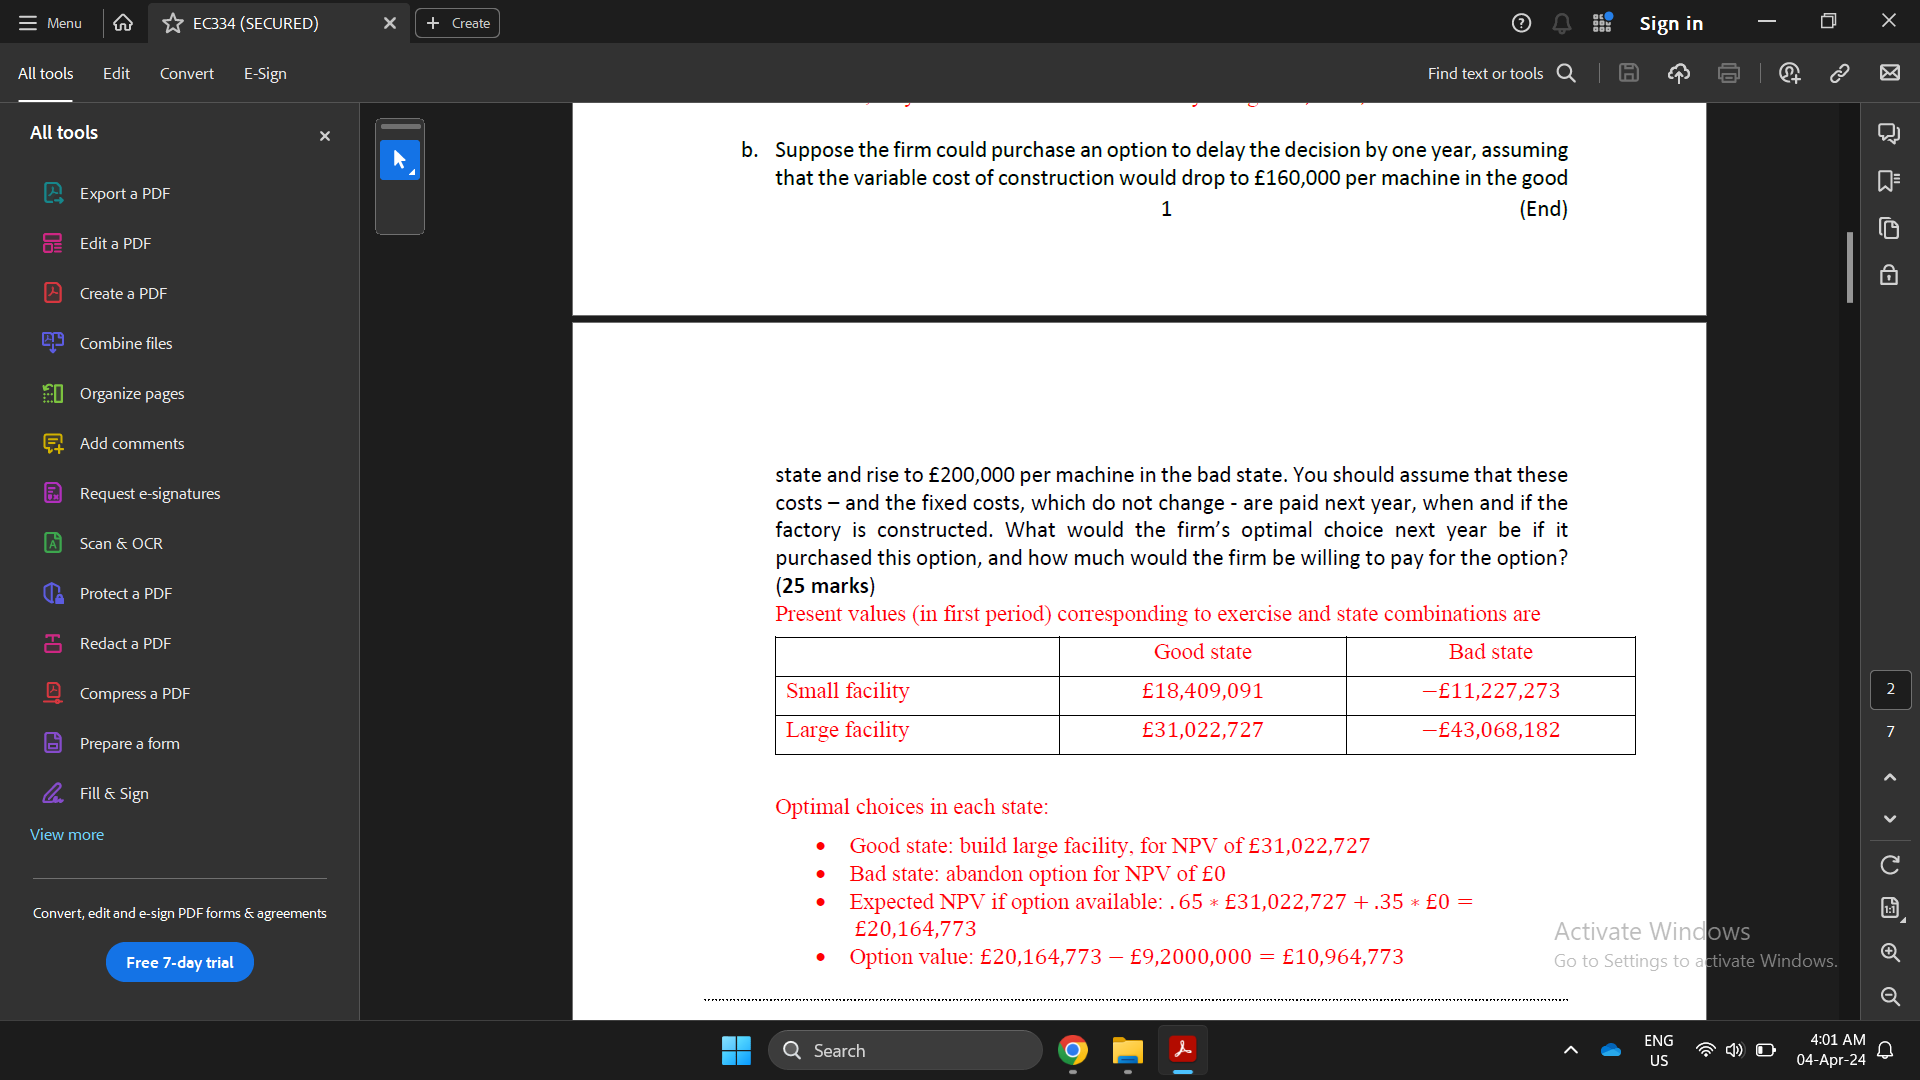 Menu
EC334 (SECURED)
Create
Sign in
All tools
Edit
Convert
E-Sign
Find text or tools
All tools
Export a PDF
Edit a PDF
Create a PDF
Combine files
Organize pages
Add comments
Request e-signatures
Scan & OCR
Protect a PDF
Redact a PDF
Compress a PDF
Prepare a form
Fill & Sign
View more
Convert, edit and e-sign PDF forms & agreements
Free 7-day trial
b. Suppose the firm could purchase an option to delay the decision by one year, assuming
that the variable cost of construction would drop to £160,000 per machine in the good
1 (End)
state and rise to £200,000 per machine in the bad state. You should assume that these
costs – and the fixed costs, which do not change - are paid next year, when and if the
factory is constructed. What would the firm's optimal choice next year be if it
purchased this option, and how much would the firm be willing to pay for the option?
(25 marks)
Present values (in first period) corresponding to exercise and state combinations are
Good state Bad state
Small facility £18,409,091 −£11,227,273
Large facility £31,022,727 −£43,068,182
Optimal choices in each state:
• Good state: build large facility, for NPV of £31,022,727
• Bad state: abandon option for NPV of £0
• Expected NPV if option available: .65 * £31,022,727 + .35 * £0 =
£20,164,773
• Option value: £20,164,773 − £9,2000,000 = £10,964,773
2
7
1:1
Activate Windows
Go to Settings to activate Windows.
Search
ENG
US
4:01 AM
04-Apr-24